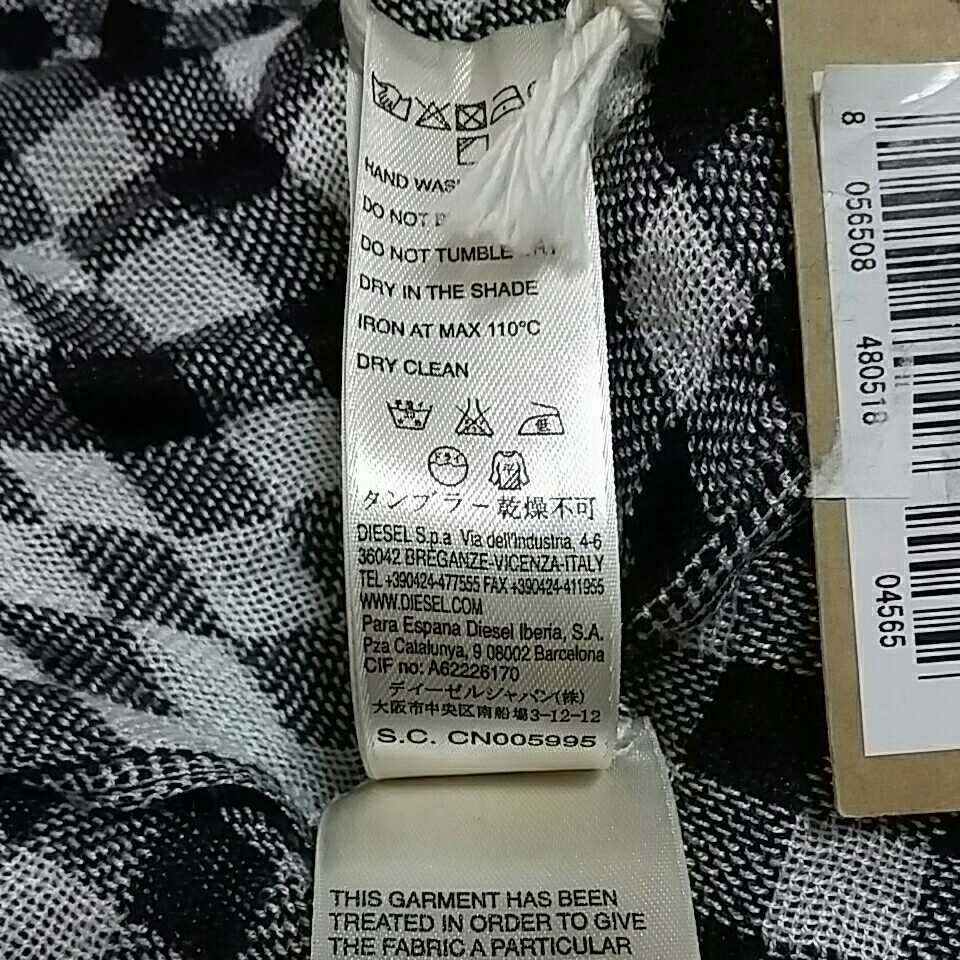 HAND
DO NOT
DO NOT TUMBLE
DRY IN THE SHADE
IRON AT MAX 110°C
DRY CLEAN
低
ドライ
タンブラー乾燥不可
DIESEL S.p.a Via dell'Industria, 4-6
36042 BREGANZE-VICENZA-ITALY
TEL +390424-477555 FAX +390424-411955
WWW.DIESEL.COM
Para Espana Diesel Iberia, S.A.
Pza Catalunya, 9 08002 Barcelona
CIF no: A62226170
ディーゼルジャパン(株)
大阪市中央区南船場3-12-12
S.C. CN005995
THIS GARMENT HAS BEEN
TREATED IN ORDER TO GIVE
THE FABRIC A PARTICULAR
8 056508 480518 04565